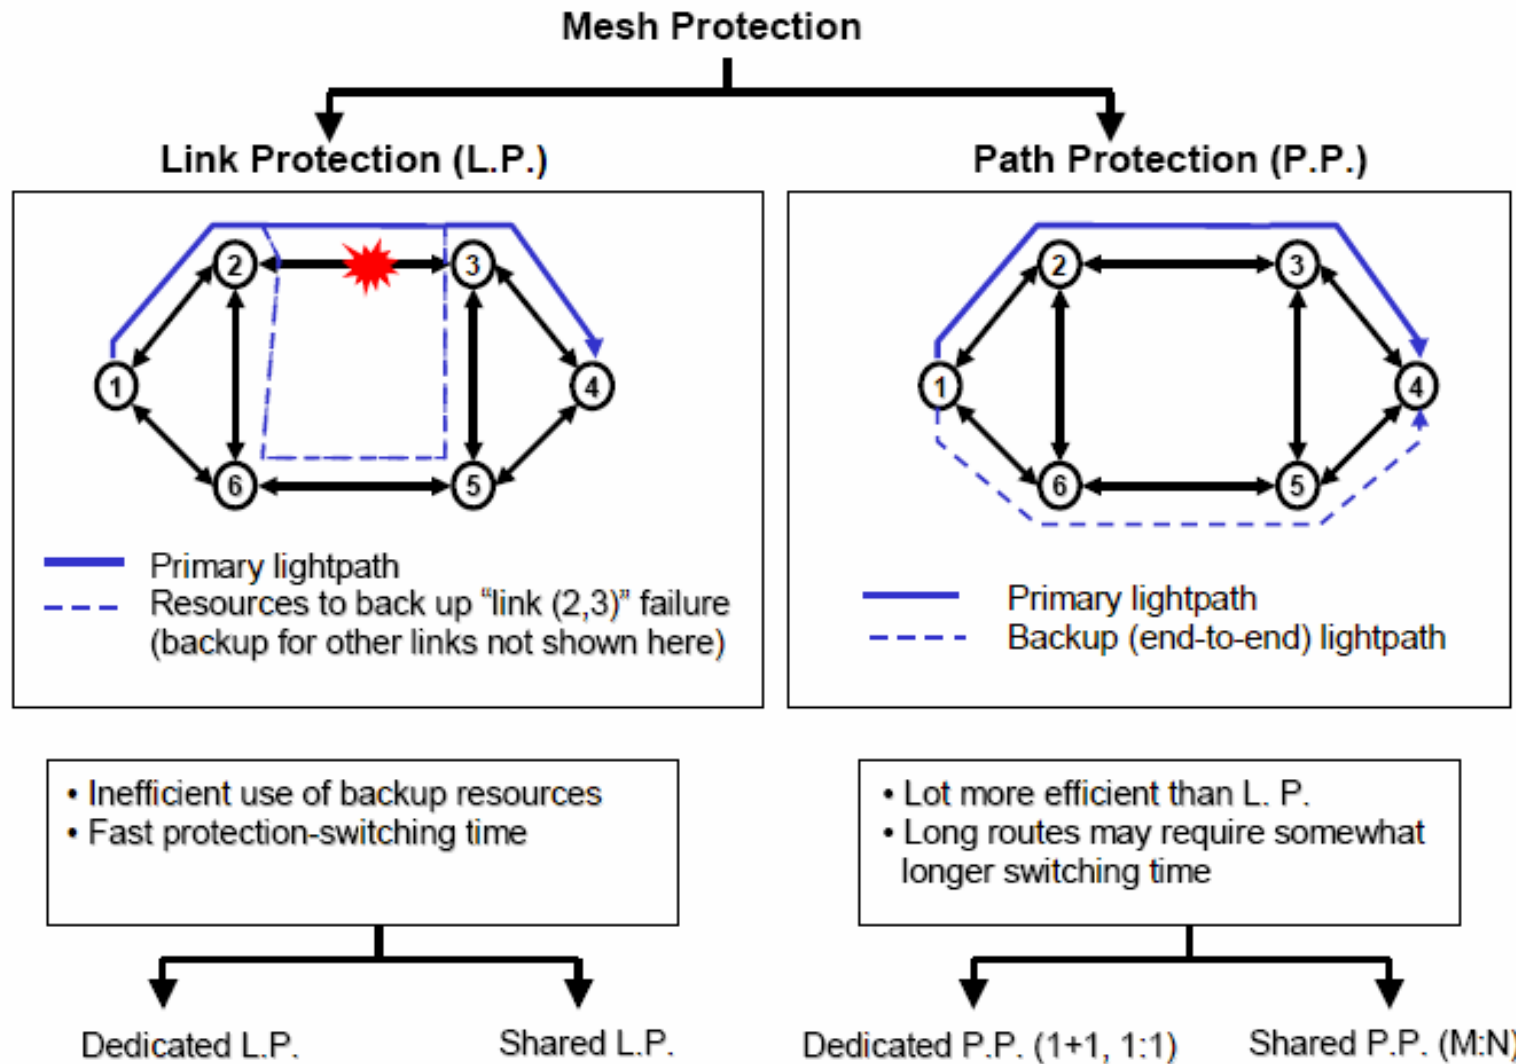 Mesh Protection
Link Protection (L.P.)
Path Protection (P.P.)
2
3
1
4
6
5
Primary lightpath
Resources to back up “link (2,3)” failure
(backup for other links not shown here)
2
3
1
4
6
5
Primary lightpath
Backup (end-to-end) lightpath
• Inefficient use of backup resources
• Fast protection-switching time
• Lot more efficient than L. P.
• Long routes may require somewhat
longer switching time
Dedicated L.P.
Shared L.P.
Dedicated P.P. (1+1, 1:1)
Shared P.P. (M:N)